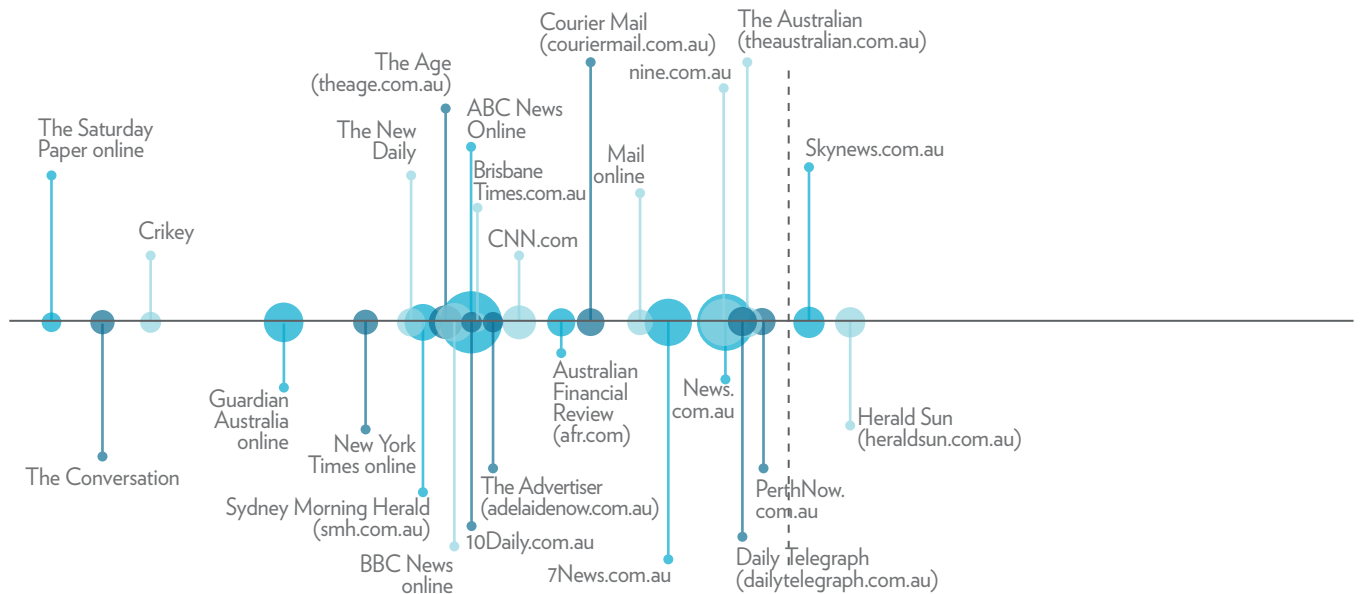 Courier Mail
(couriermail.com.au)
The Australian
(theaustralian.com.au)
The Age
(theage.com.au)
nine.com.au
ABC News
Online
The Saturday
Paper online
The New
Daily
Mail
online
Skynews.com.au
Brisbane
Times.com.au
Crikey
CNN.com
Guardian
Australia
online
Australian
Financial
Review
(afr.com)
News.
com.au
Herald Sun
(heraldsun.com.au)
New York
Times online
The Conversation
The Advertiser
(adelaidenow.com.au)
PerthNow.
com.au
Sydney Morning Herald
(smh.com.au)
10Daily.com.au
BBC News
online
7News.com.au
Daily Telegraph
(dailytelegraph.com.au)